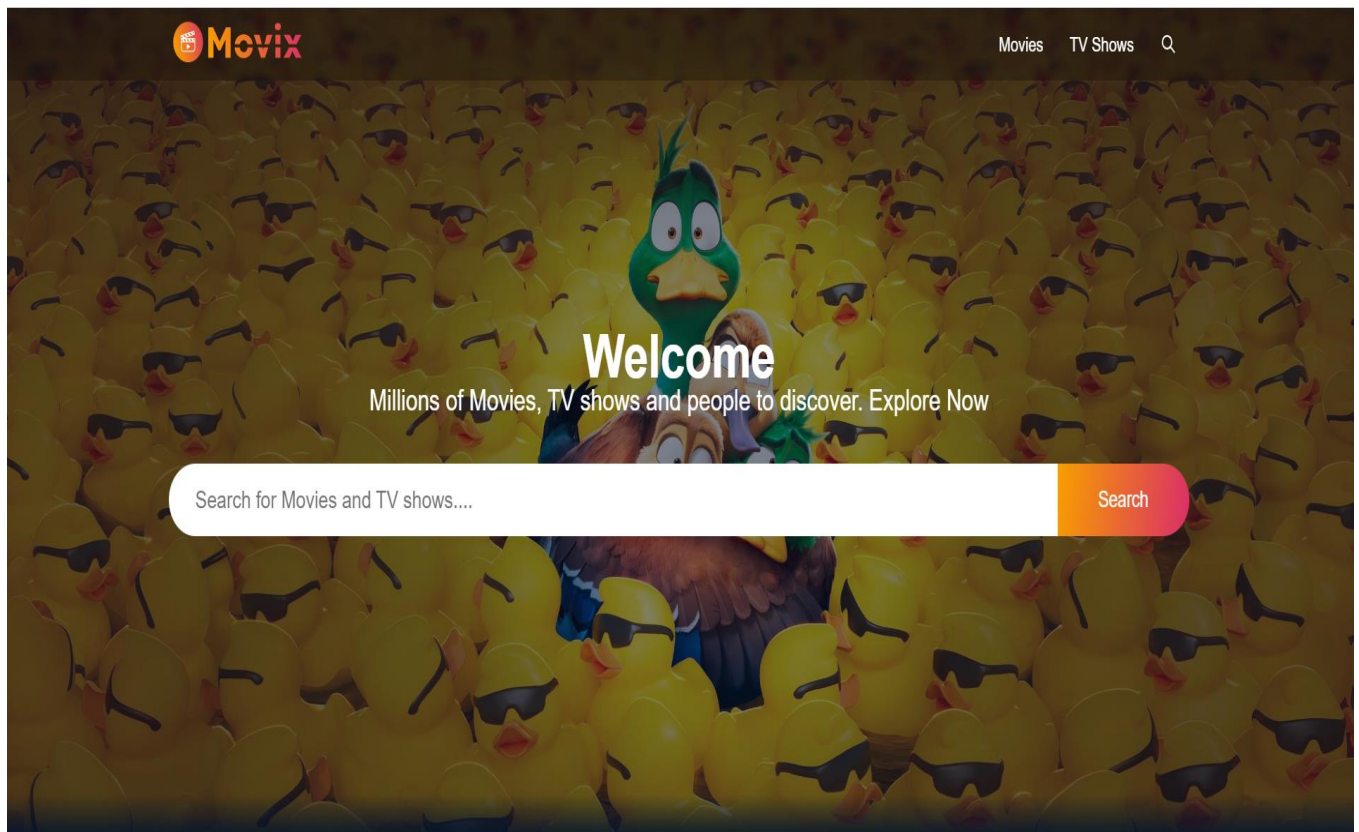 Movix
Movies TV Shows
Welcome
Millions of Movies, TV shows and people to discover. Explore Now
Search for Movies and TV shows....
Search